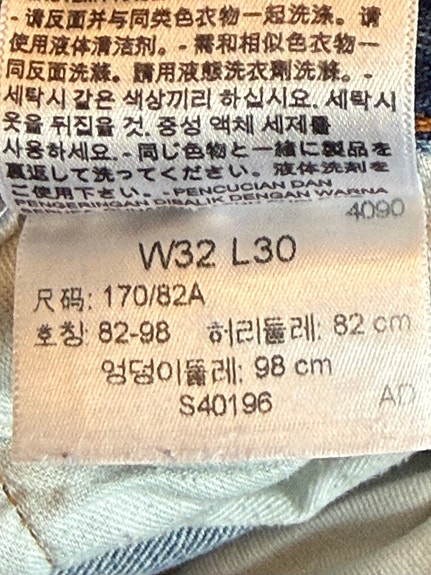 - 请反面并与同类色衣物一起洗涤。请
使用液体清洁剂。- 需和相似色衣物一
同反面洗滌。請用液態洗衣劑洗滌。-
세탁시 같은 색상끼리 하십시요. 세탁시
옷을 뒤집을 것. 중성 액체 세제를
사용하세요. - 同じ色物と一緒に製品を
裏返して洗ってください。液体洗剤を
ご使用下さい。 - PENCUCIAN DAN
PENGERINGAN DIBALIK DENGAN WARNA
4090
W32 L30
尺码: 170/82A
호칭 82-98 허리둘레: 82 cm
엉덩이둘레: 98 cm
S40196
AD